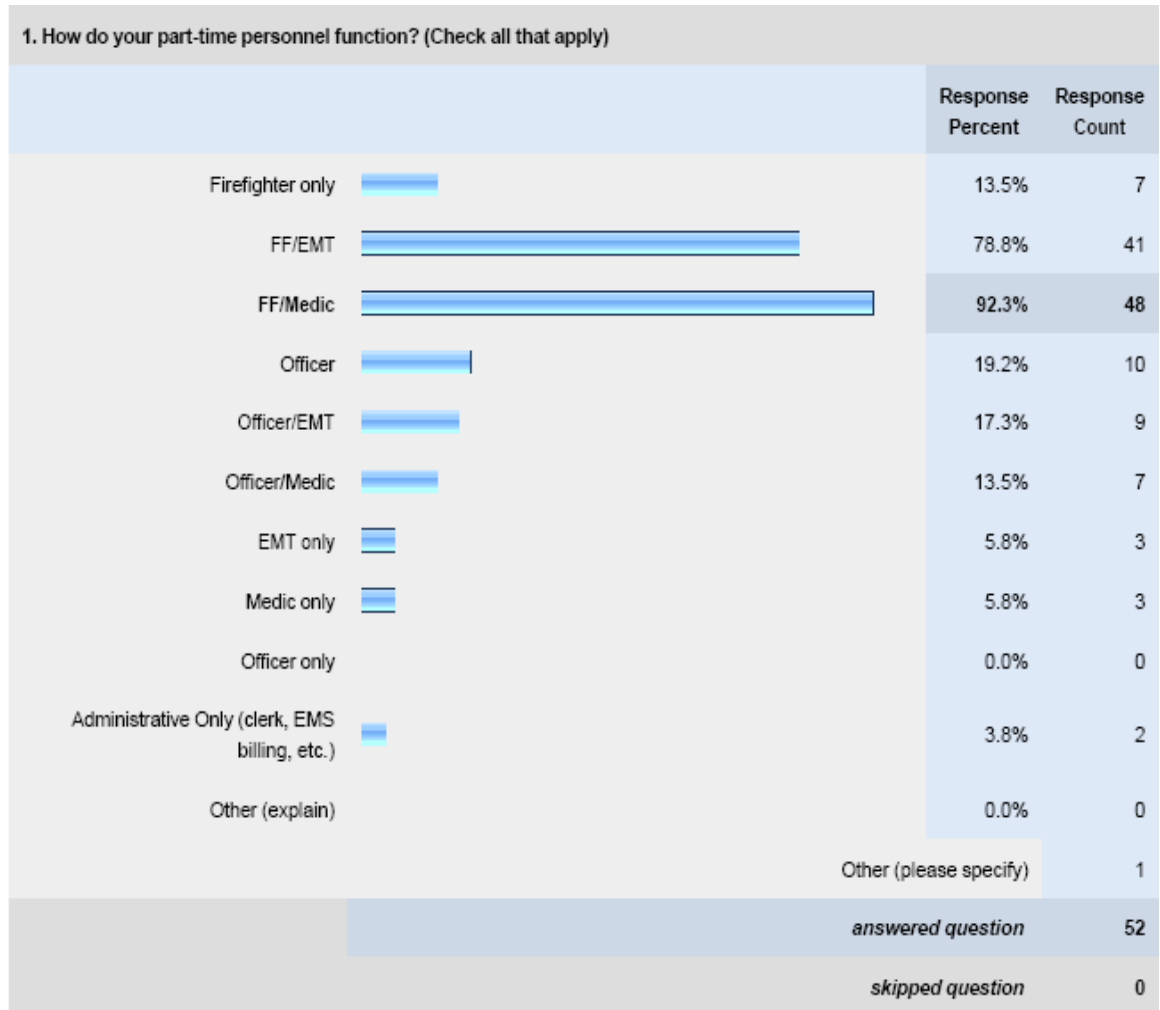 1. How do your part-time personnel function? (Check all that apply)
Response Response
Percent Count
Firefighter only 13.5% 7
FF/EMT 78.8% 41
FF/Medic 92.3% 48
Officer 19.2% 10
Officer/EMT 17.3% 9
Officer/Medic 13.5% 7
EMT only 5.8% 3
Medic only 5.8% 3
Officer only 0.0% 0
Administrative Only (clerk, EMS
billing, etc.) 3.8% 2
Other (explain) 0.0% 0
Other (please specify) 1
answered question 52
skipped question 0